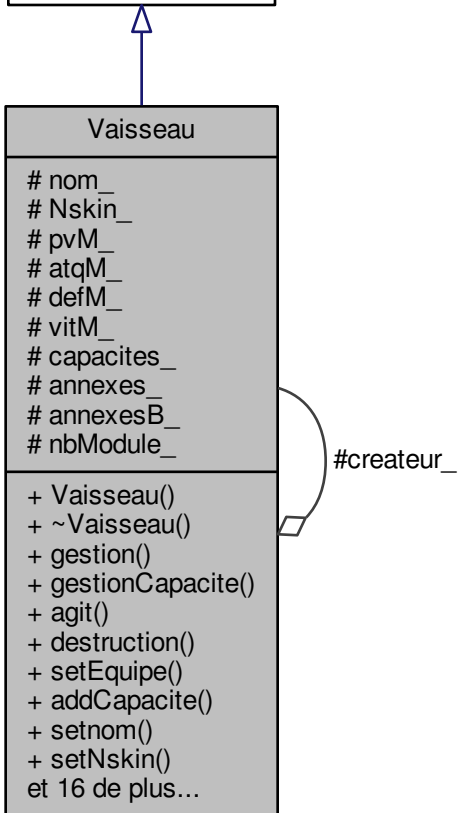 Vaisseau
# nom_
# Nskin_
# pvM_
# atqM_
# defM_
# vitM_
# capacites_
# annexes_
# annexesB_
# nbModule_
#createur_
+ Vaisseau()
+ ~Vaisseau()
+ gestion()
+ gestionCapacite()
+ agit()
+ destruction()
+ setEquipe()
+ addCapacite()
+ setnom()
+ setNskin()
et 16 de plus...